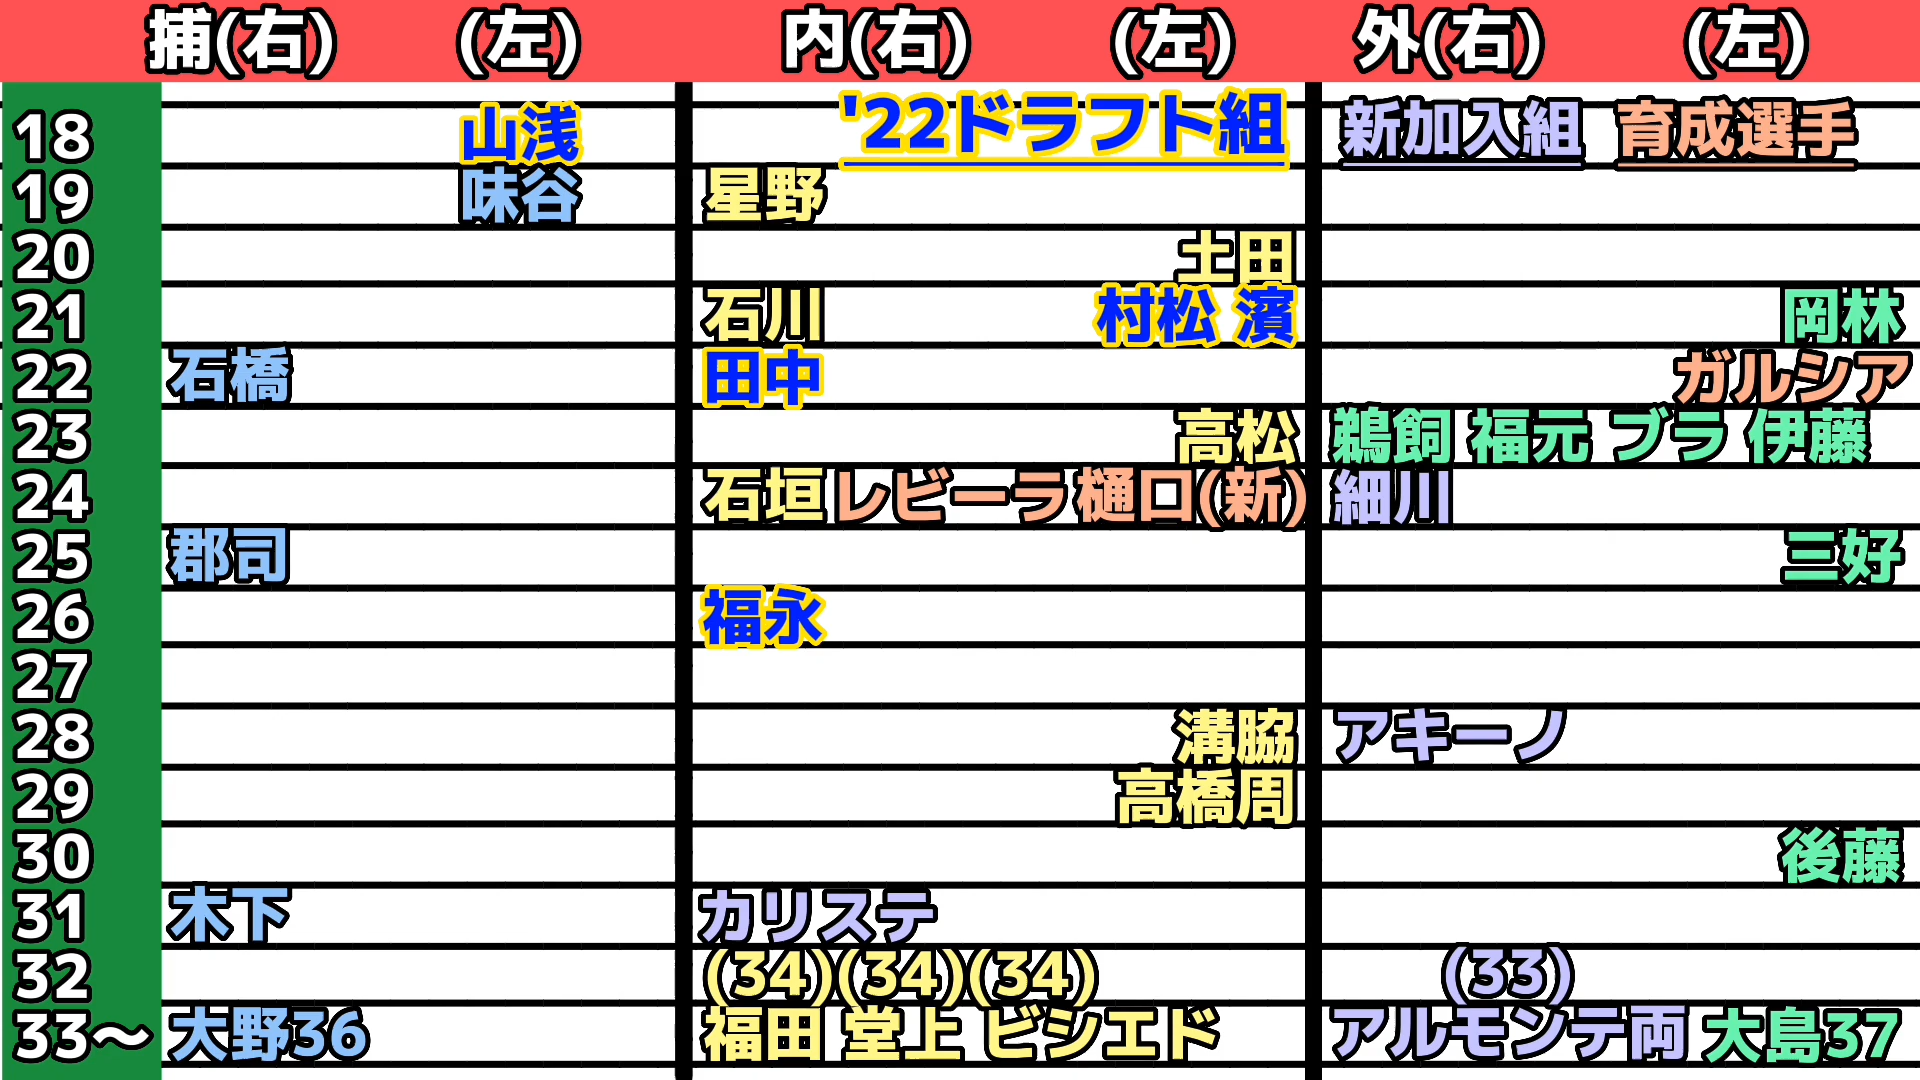 捕(右) (左) 内(右) (左) 外(右) (左)
18 山浅 '22ドラフト組 新加入組 育成選手
19 味谷 星野
20 土田
21 石川 村松 濱 岡林
22 石橋 田中 ガルシア
23 高松 鵜飼 福元 ブラ 伊藤
24 石垣 レビーラ 樋口(新) 細川
25 郡司 三好
26 福永
27
28 溝脇 アキーノ
29 高橋周
30 後藤
31 木下 カリステ
32 (34)(34)(34) (33)
33〜 大野36 福田 堂上 ビシエド アルモンテ両 大島37